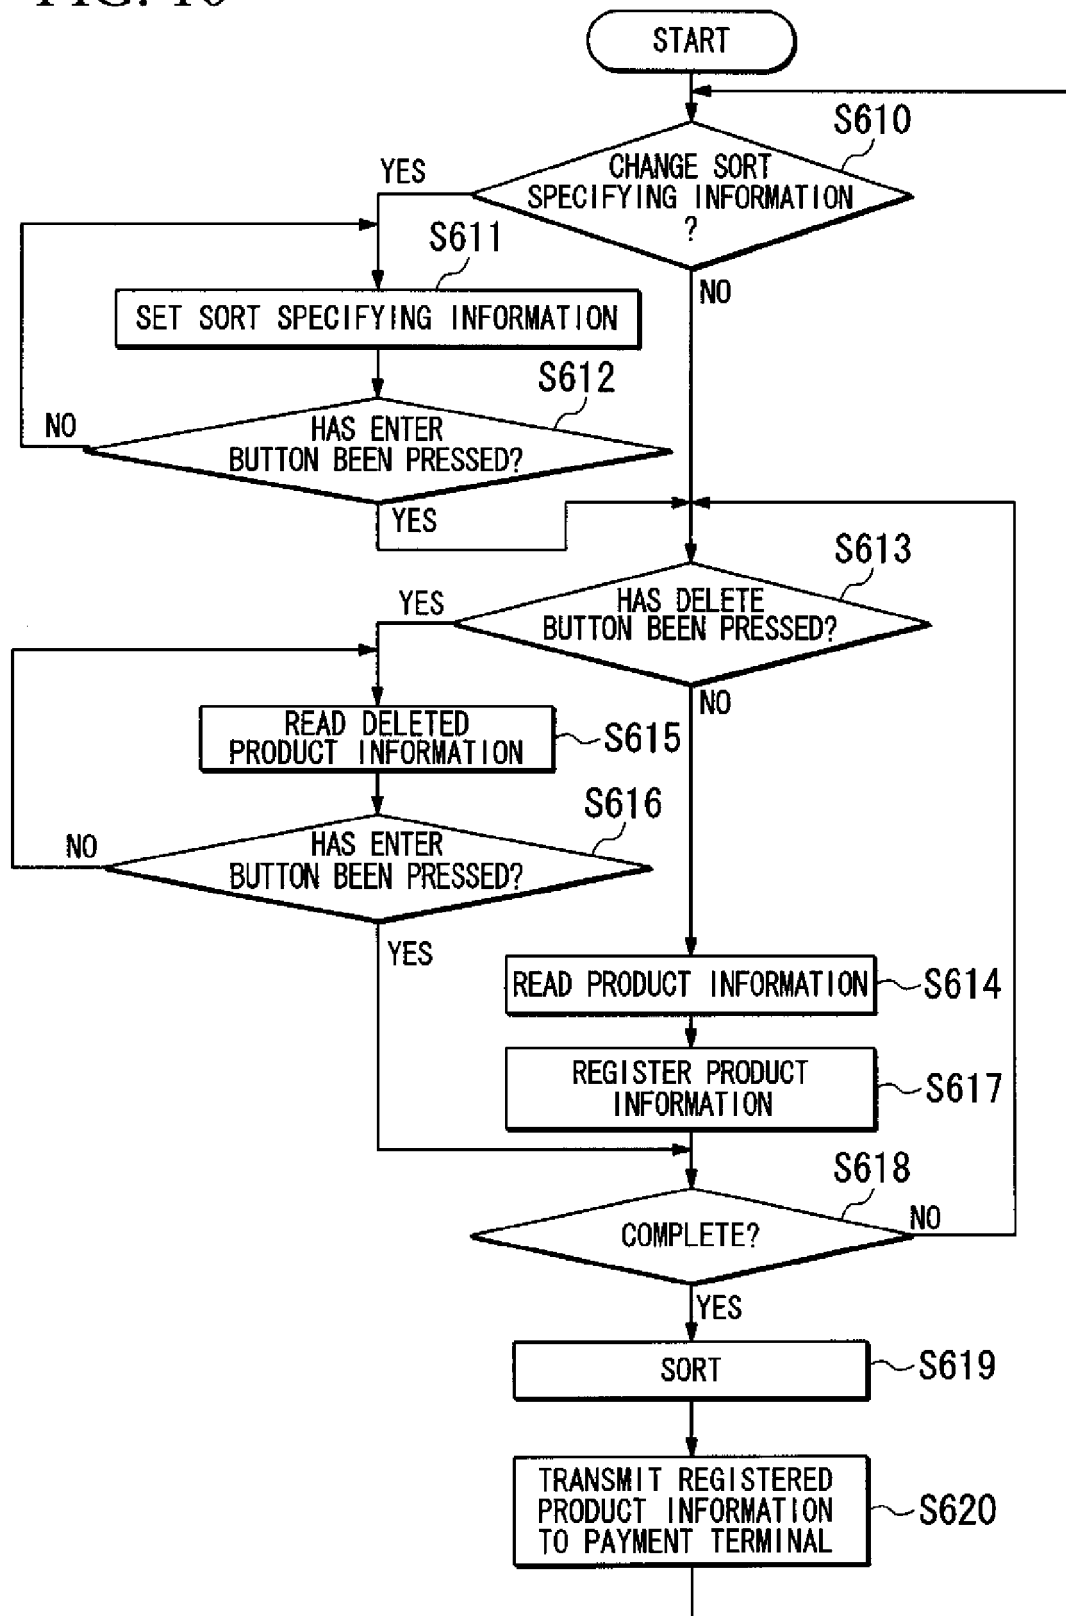 START
S610
CHANGE SORT
SPECIFYING INFORMATION
?
YES
NO
S611
SET SORT SPECIFYING INFORMATION
S612
HAS ENTER
BUTTON BEEN PRESSED?
NO
YES
S613
HAS DELETE
BUTTON BEEN PRESSED?
YES
NO
READ DELETED
PRODUCT INFORMATION
S615
S616
HAS ENTER
BUTTON BEEN PRESSED?
NO
YES
READ PRODUCT INFORMATION
S614
REGISTER PRODUCT
INFORMATION
S617
S618
COMPLETE?
NO
YES
SORT
S619
TRANSMIT REGISTERED
PRODUCT INFORMATION
TO PAYMENT TERMINAL
S620